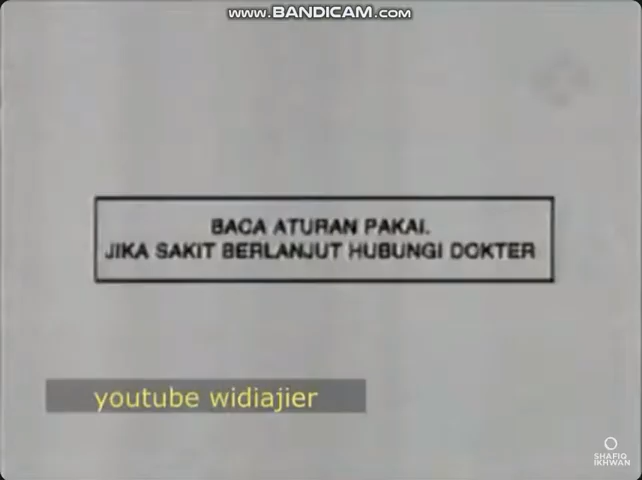 www.BANDICAM.com
BACA ATURAN PAKAI.
JIKA SAKIT BERLANJUT HUBUNGI DOKTER
youtube widiajier
SHAFIQ
IKHWAN